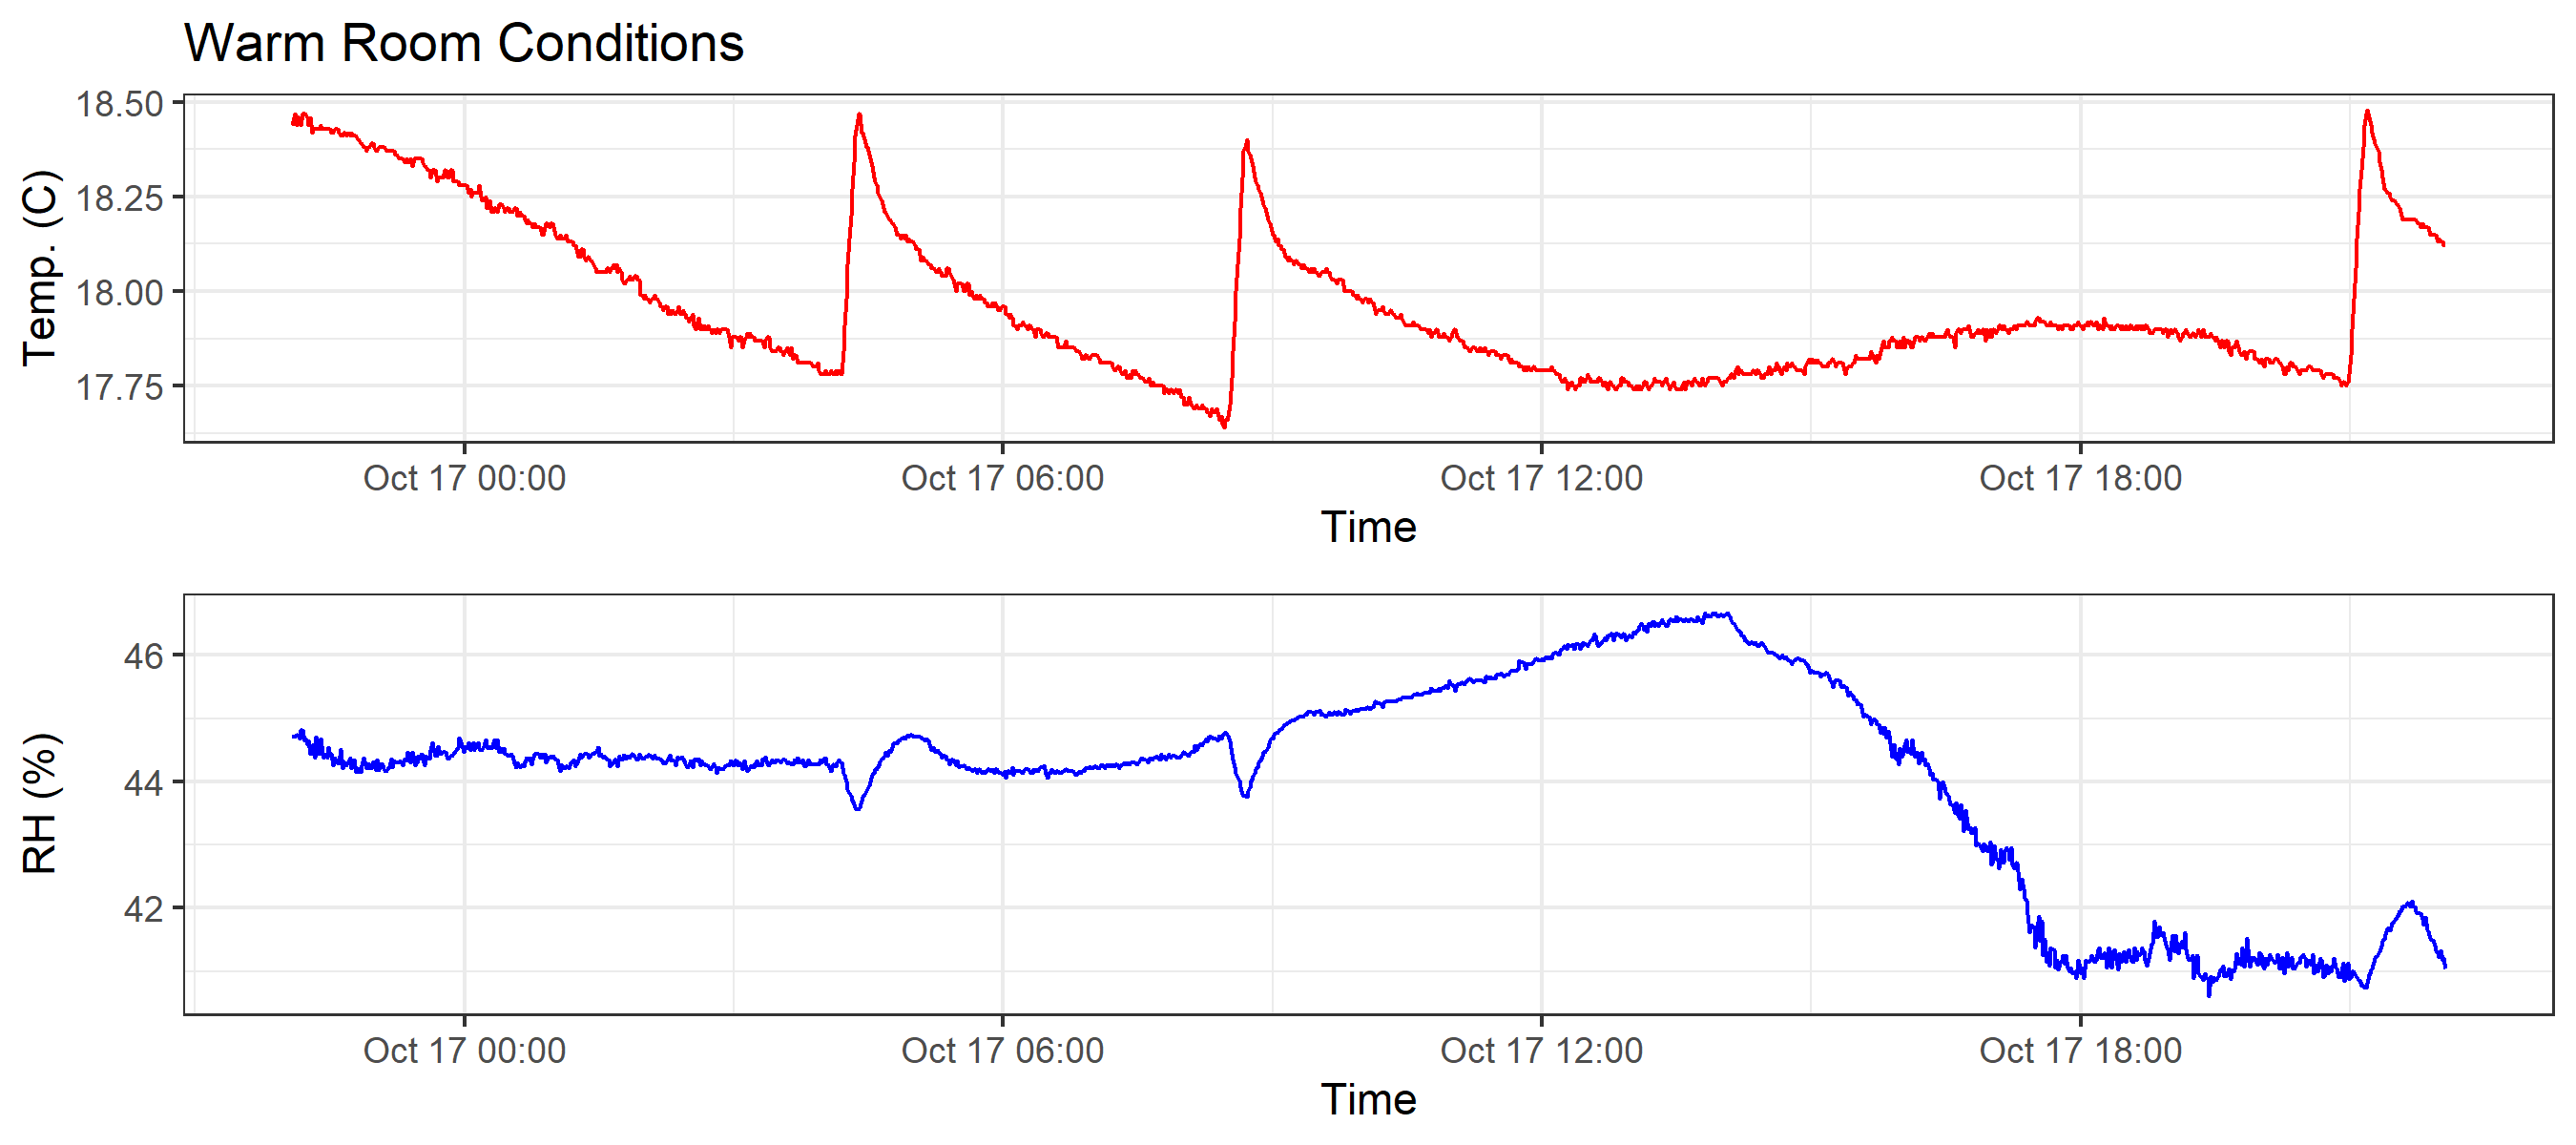 Warm Room Conditions
Temp. (C)
18.50
18.25
18.00
17.75
Oct 17 00:00 Oct 17 06:00 Oct 17 12:00 Oct 17 18:00
Time
RH (%)
46
44
42
Oct 17 00:00 Oct 17 06:00 Oct 17 12:00 Oct 17 18:00
Time